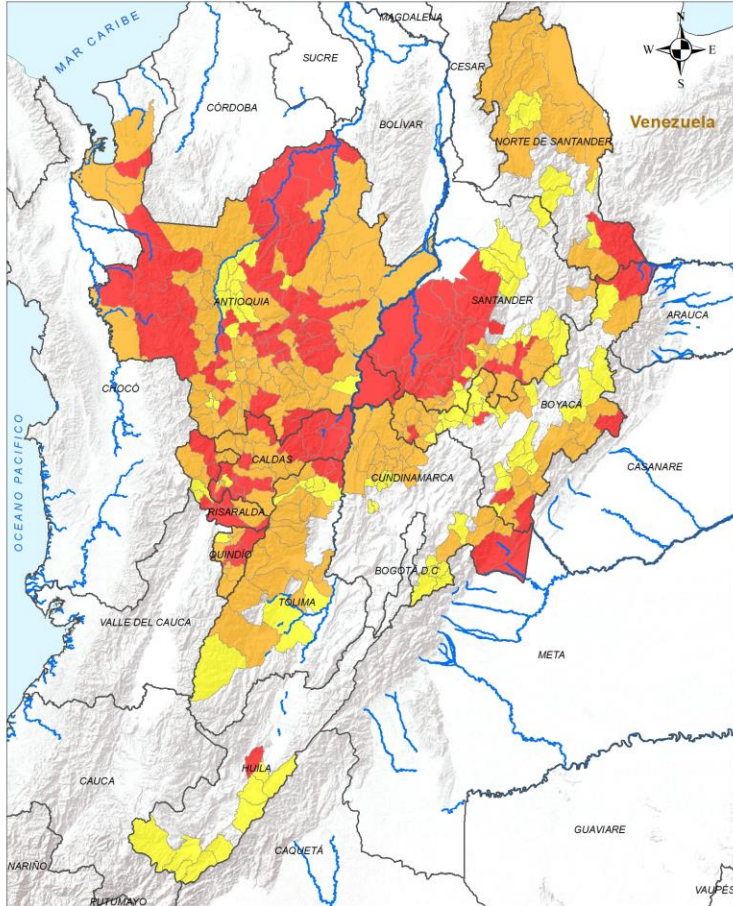 MAGDALENA
MAR CARIBE
SUCRE
N
W
E
S
CESAR
CÓRDOBA
BOLÍVAR
Venezuela
NORTE DE SANTANDER
ANTIOQUIA
SANTANDER
ARAUCA
CHOCÓ
BOYACÁ
OCEANO PACIFICO
CALDAS
CUNDINAMARCA
CASANARE
RISARALDA
QUINDÍO
BOGOTÁ D.C
TOLIMA
VALLE DEL CAUCA
META
HUILA
CAUCA
GUAVIARE
CAQUETÁ
NARIÑO
PUTUMAYO
VAUPÉS